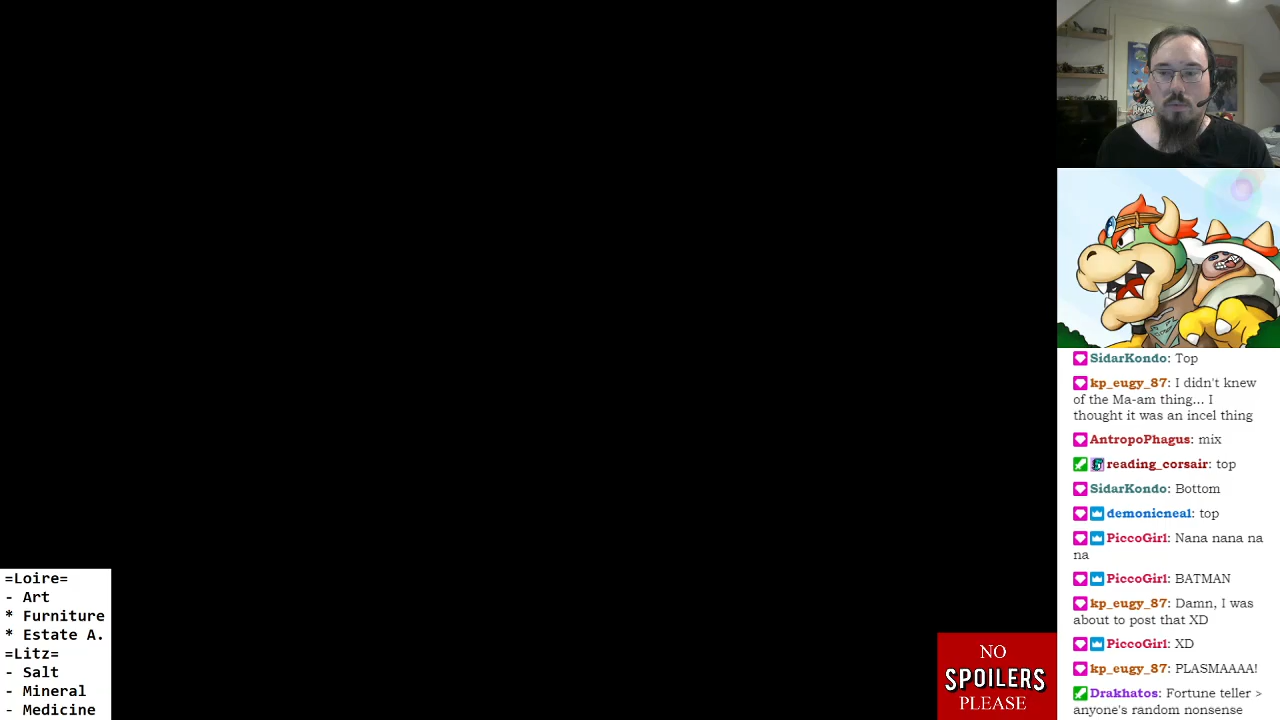 SidarKondo: Top
kp_eugy_87: I didn't knew
of the Ma-am thing... I
thought it was an incel thing
AntropoPhagus: mix
reading_corsair: top
SidarKondo: Bottom
demonicneal: top
PiccoGirl: Nana nana na
na
PiccoGirl: BATMAN
kp_eugy_87: Damn, I was
about to post that XD
PiccoGirl: XD
kp_eugy_87: PLASMAAAA!
Drakhatos: Fortune teller >
anyone's random nonsense
=Loire=
- Art
* Furniture
* Estate A.
=Litz=
- Salt
- Mineral
- Medicine
NO
SPOILERS
PLEASE